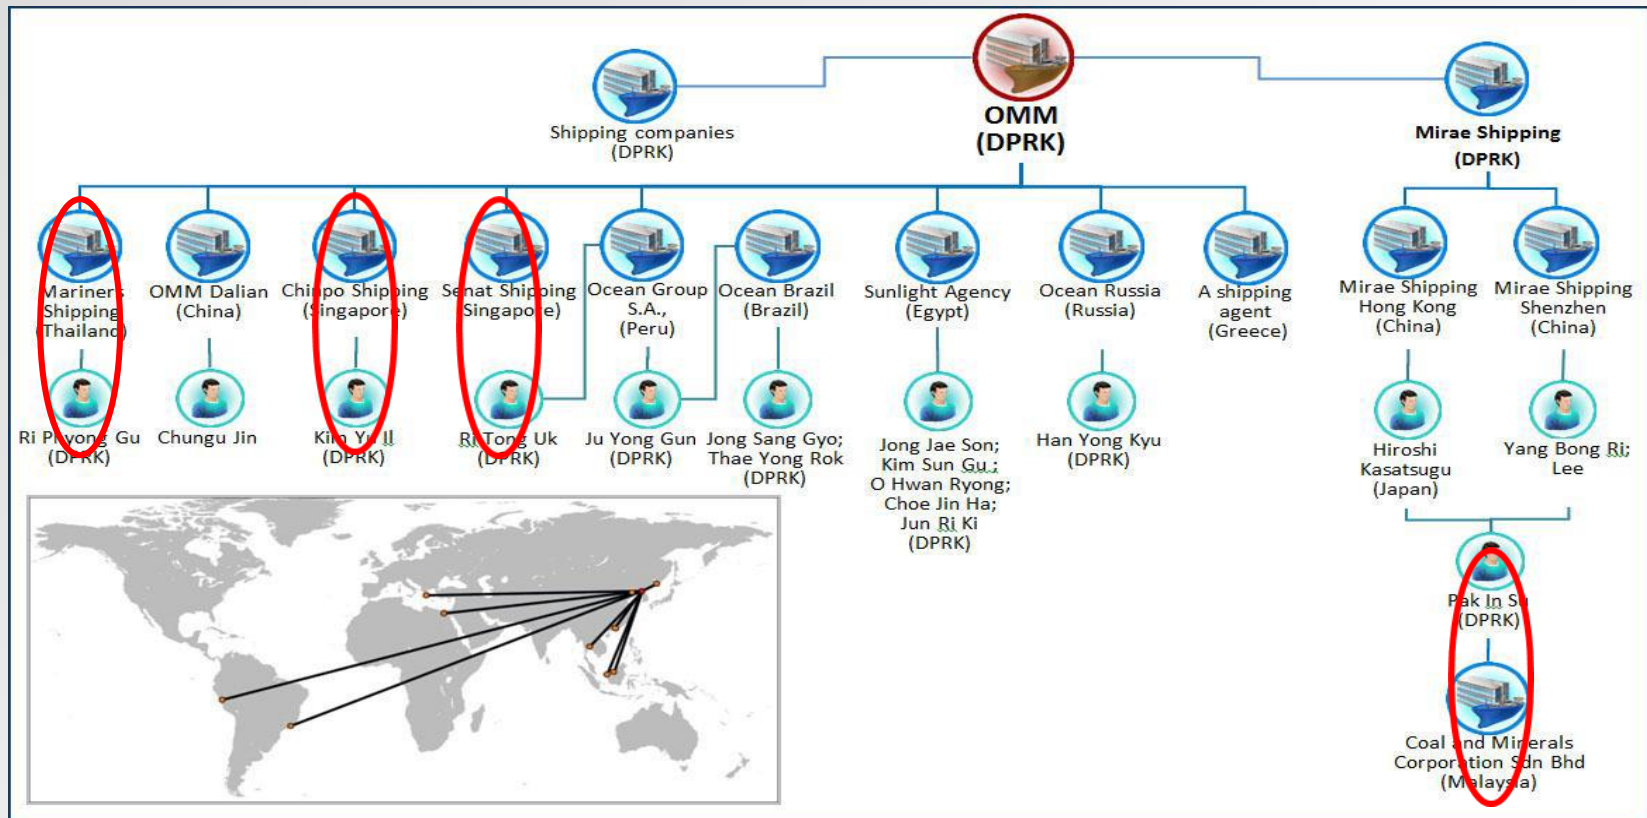 OMM
(DPRK)
Shipping companies
(DPRK)
Mirae Shipping
(DPRK)
Mariners
Shipping
(Thailand)
OMM Dalian
(China)
Chinpo Shipping
(Singapore)
Senat Shipping
(Singapore)
Ocean Group
S.A.,
(Peru)
Ocean Brazil
(Brazil)
Sunlight Agency
(Egypt)
Ocean Russia
(Russia)
A shipping
agent
(Greece)
Mirae Shipping
Hong Kong
(China)
Mirae Shipping
Shenzhen
(China)
Ri Phyong Gu
(DPRK)
Chungu Jin
Kim Yu Il
(DPRK)
Ri Tong Uk
(DPRK)
Ju Yong Gun
(DPRK)
Jong Sang Gyo;
Thae Yong Rok
(DPRK)
Jong Jae Son;
Kim Sun Gu ;
O Hwan Ryong;
Choe Jin Ha;
Jun Ri Ki
(DPRK)
Han Yong Kyu
(DPRK)
Hiroshi
Kasatsugu
(Japan)
Yang Bong Ri;
Lee
Pak In Su
(DPRK)
Coal and Minerals
Corporation Sdn Bhd
(Malaysia)